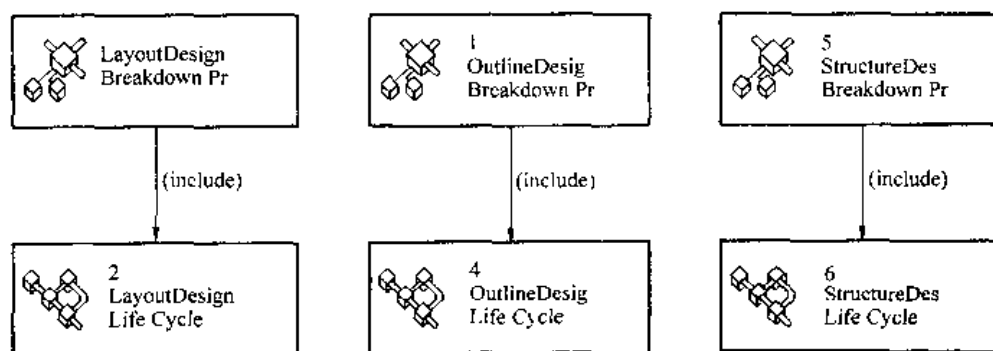 LayoutDesign
Breakdown Pr
1
OutlineDesig
Breakdown Pr
5
StructureDes
Breakdown Pr
(include)
(include)
(include)
2
LayoutDesign
Life Cycle
4
OutlineDesig
Life Cycle
6
StructureDes
Life Cycle